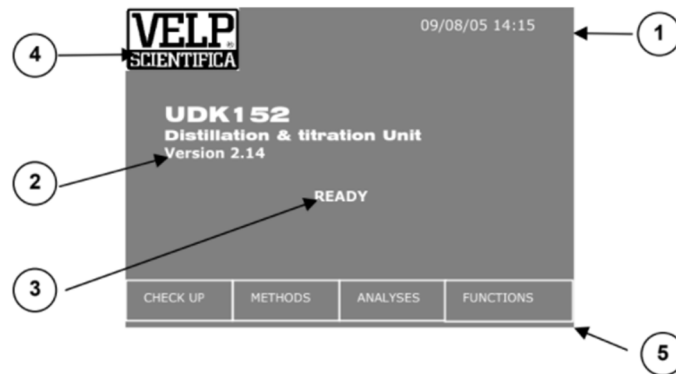 VELP®
SCIENTIFICA
09/08/05 14:15
1
4
UDK152
Distillation & titration Unit
Version 2.14
2
READY
3
CHECK UP METHODS ANALYSES FUNCTIONS
5